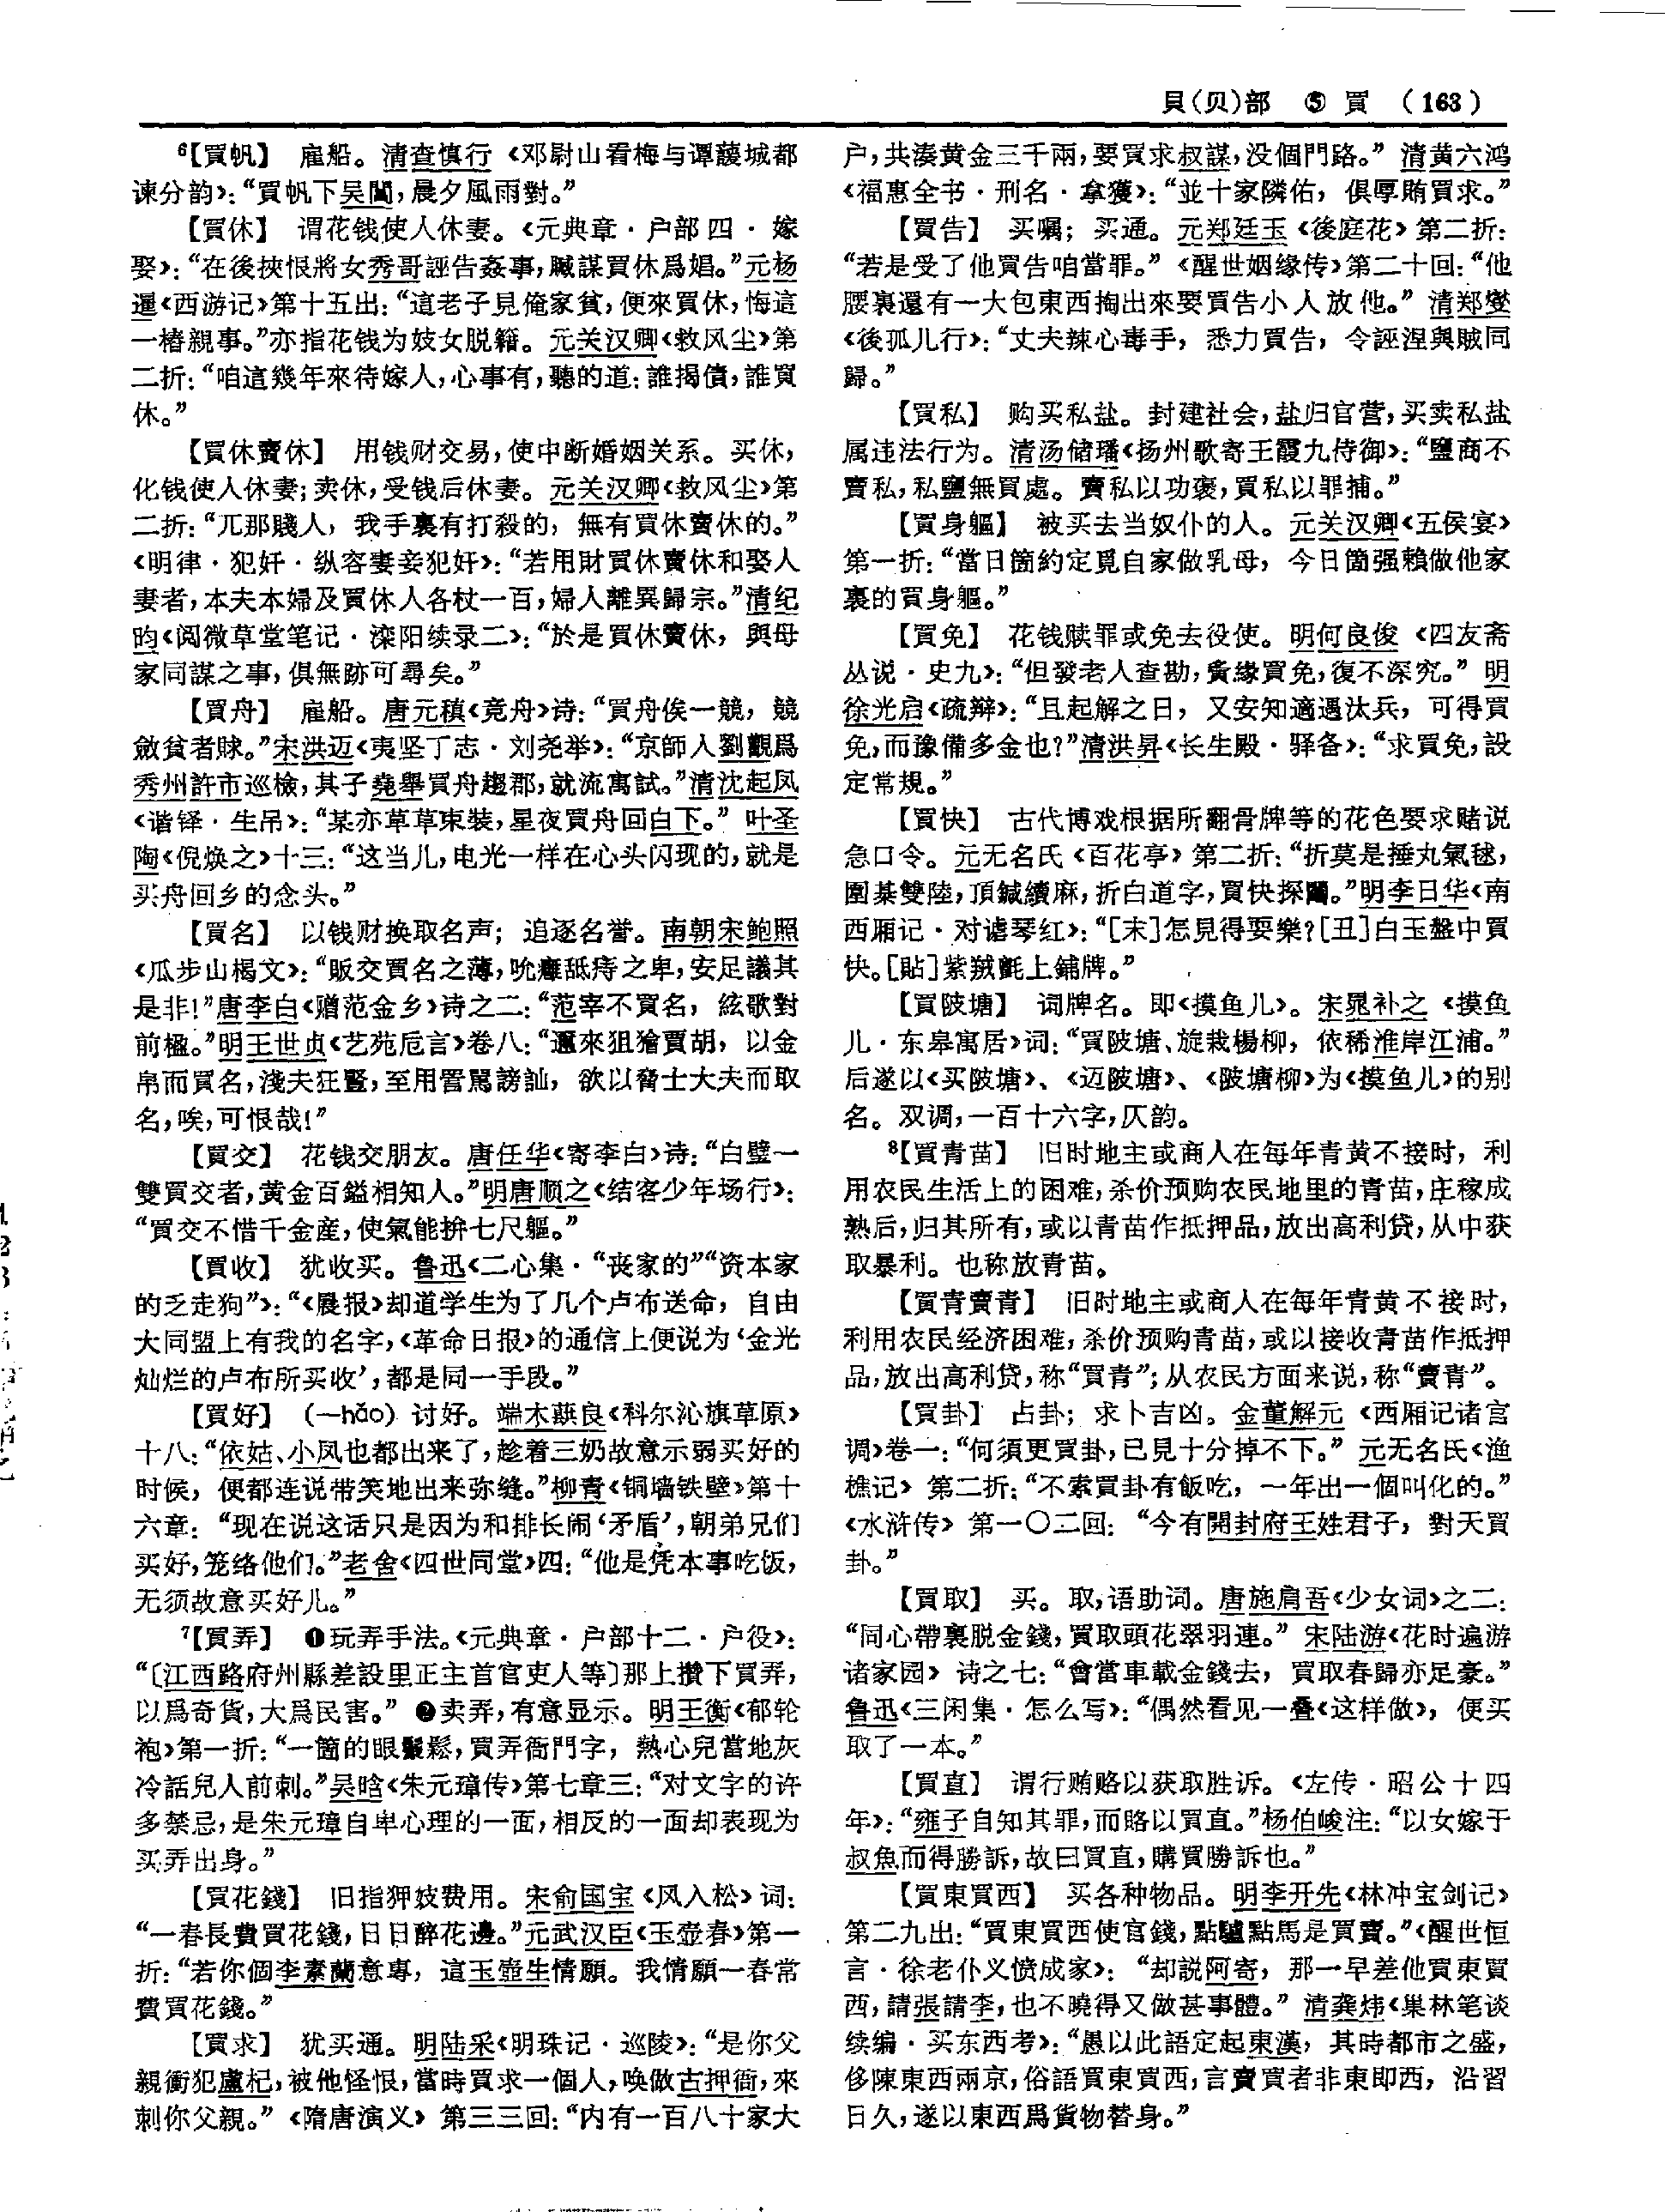 貝(贝)部 ⑤ 買 (163)
⁶【買帆】 雇船。清查慎行《邓尉山看梅与谭护城都
谏分韵》：“買帆下吴閶，晨夕風雨對。”
【買休】 谓花钱使人休妻。《元典章·户部四·嫁
娶》：“在後挾恨將女秀哥誣告姦事，贓謀買休爲娼。”元杨
暹《西游记》第十五出：“這老子見俺家貧，便來買休，悔這
一樁親事。”亦指花钱为妓女脱籍。元关汉卿《救风尘》第
二折：“咱這幾年來待嫁人，心事有，聽的道：誰揭債，誰買
休。”
【買休賣休】 用钱财交易，使中断婚姻关系。买休，
化钱使人休妻；卖休，受钱后休妻。元关汉卿《救风尘》第
二折：“兀那賤人，我手裏有打殺的，無有買休賣休的。”
《明律·犯奸·纵容妻妾犯奸》：“若用財買休賣休和娶人
妻者，本夫本婦及買休人各杖一百，婦人離異歸宗。”清纪
昀《阅微草堂笔记·滦阳续录二》：“於是買休賣休，與母
家同謀之事，俱無跡可尋矣。”
【買舟】 雇船。唐元稹《竞舟》诗：“買舟俟一競，競
斂貧者賕。”宋洪迈《夷坚丁志·刘尧举》：“京師人劉觀爲
秀州許市巡檢，其子堯舉買舟趨郡，就流寓試。”清沈起凤
《谐铎·生吊》：“某亦草草束裝，星夜買舟回白下。”叶圣
陶《倪焕之》十三：“这当儿，电光一样在心头闪现的，就是
买舟回乡的念头。”
【買名】 以钱财换取名声；追逐名誉。南朝宋鲍照
《瓜步山楬文》：“販交買名之薄，吮癰舐痔之卑，安足議其
是非！”唐李白《赠范金乡》诗之二：“范宰不買名，絃歌對
前楹。”明王世贞《艺苑卮言》卷八：“邇來狙獪賈胡，以金
帛而買名，淺夫狂豎，至用詈駡謗訕，欲以脅士大夫而取
名，唉，可恨哉！”
【買交】 花钱交朋友。唐任华《寄李白》诗：“白璧一
雙買交者，黄金百鎰相知人。”明唐顺之《结客少年场行》：
“買交不惜千金産，使氣能拚七尺軀。”
【買收】 犹收买。鲁迅《二心集·“丧家的”“资本家
的乏走狗”》：“《晨报》却道学生为了几个卢布送命，自由
大同盟上有我的名字，《革命日报》的通信上便说为‘金光
灿烂的卢布所买收’，都是同一手段。”
【買好】 (—hǎo) 讨好。端木蕻良《科尔沁旗草原》
十八：“依姑、小凤也都出来了，趁着三奶故意示弱买好的
时候，便都连说带笑地出来弥缝。”柳青《铜墙铁壁》第十
六章：“现在说这话只是因为和排长闹‘矛盾’，朝弟兄们
买好，笼络他们。”老舍《四世同堂》四：“他是凭本事吃饭，
无须故意买好儿。”
⁷【買弄】 ❶玩弄手法。《元典章·户部十二·户役》：
“〔江西路府州縣差設里正主首官吏人等〕那上攢下買弄，
以爲奇貨，大爲民害。” ❷卖弄，有意显示。明王衡《郁轮
袍》第一折：“一箇的眼鬅鬆，買弄衙門字，熱心兒當地灰
冷話兒人前刺。”吴晗《朱元璋传》第七章三：“对文字的许
多禁忌，是朱元璋自卑心理的一面，相反的一面却表现为
买弄出身。”
【買花錢】 旧指狎妓费用。宋俞国宝《风入松》词：
“一春長費買花錢，日日醉花邊。”元武汉臣《玉壶春》第一
折：“若你個李素蘭意專，這玉壺生情願。我情願一春常
費買花錢。”
【買求】 犹买通。明陆采《明珠记·巡陵》：“是你父
親衝犯盧杞，被他怪恨，當時買求一個人，唤做古押衙，來
刺你父親。”《隋唐演义》第三三回：“内有一百八十家大
户，共湊黄金三千兩，要買求叔謀，没個門路。”清黄六鸿
《福惠全书·刑名·拿獲》：“並十家隣佑，俱厚賄買求。”
【買告】 买嘱；买通。元郑廷玉《後庭花》第二折：
“若是受了他買告咱當罪。”《醒世姻缘传》第二十回：“他
腰裏還有一大包東西掏出來要買告小人放他。”清郑燮
《後孤儿行》：“丈夫辣心毒手，悉力買告，令誣涅與賊同
歸。”
【買私】 购买私盐。封建社会，盐归官营，买卖私盐
属违法行为。清汤储璠《扬州歌寄王霞九侍御》：“鹽商不
賣私，私鹽無買處。賣私以功褒，買私以罪捕。”
【買身軀】 被买去当奴仆的人。元关汉卿《五侯宴》
第一折：“當日箇約定覓自家做乳母，今日箇强賴做他家
裏的買身軀。”
【買免】 花钱赎罪或免去役使。明何良俊《四友斋
丛说·史九》：“但發老人查勘，夤緣買免，復不深究。”明
徐光启《疏辩》：“且起解之日，又安知適遇汰兵，可得買
免，而豫備多金也？”清洪昇《长生殿·驿备》：“求買免，設
定常規。”
【買快】 古代博戏根据所翻骨牌等的花色要求赌说
急口令。元无名氏《百花亭》第二折：“折莫是捶丸氣毬，
圍棊雙陸，頂鍼續麻，折白道字，買快探鬮。”明李日华《南
西厢记·对谑琴红》：“[末]怎見得耍樂？[丑]白玉盤中買
快。[貼]紫羢氈上鋪牌。”
【買陂塘】 词牌名。即《摸鱼儿》。宋晁补之《摸鱼
儿·东皋寓居》词：“買陂塘、旋栽楊柳，依稀淮岸江浦。”
后遂以《买陂塘》、《迈陂塘》、《陂塘柳》为《摸鱼儿》的别
名。双调，一百十六字，仄韵。
⁸【買青苗】 旧时地主或商人在每年青黄不接时，利
用农民生活上的困难，杀价预购农民地里的青苗，庄稼成
熟后，归其所有，或以青苗作抵押品，放出高利贷，从中获
取暴利。也称放青苗。
【買青賣青】 旧时地主或商人在每年青黄不接时，
利用农民经济困难，杀价预购青苗，或以接收青苗作抵押
品，放出高利贷，称“買青”；从农民方面来说，称“賣青”。
【買卦】 占卦；求卜吉凶。金董解元《西厢记诸宫
调》卷一：“何須更買卦，已見十分掉不下。”元无名氏《渔
樵记》第二折：“不索買卦有飯吃，一年出一個叫化的。”
《水浒传》第一〇二回：“今有開封府王姓君子，對天買
卦。”
【買取】 买。取，语助词。唐施肩吾《少女词》之二：
“同心帶裏脱金錢，買取頭花翠羽連。”宋陆游《花时遍游
诸家园》诗之七：“會當車載金錢去，買取春歸亦足豪。”
鲁迅《三闲集·怎么写》：“偶然看见一叠《这样做》，便买
取了一本。”
【買直】 谓行贿赂以获取胜诉。《左传·昭公十四
年》：“雍子自知其罪，而賂以買直。”杨伯峻注：“以女嫁于
叔魚而得勝訴，故曰買直，購買勝訴也。”
【買東買西】 买各种物品。明李开先《林冲宝剑记》
第二九出：“買東買西使官錢，點驢點馬是買賣。”《醒世恒
言·徐老仆义愤成家》：“却説阿寄，那一早差他買東買
西，請張請李，也不曉得又做甚事體。”清龚炜《巢林笔谈
续编·买东西考》：“愚以此語定起東漢，其時都市之盛，
侈陳東西兩京，俗語買東買西，言賣買者非東即西，沿習
日久，遂以東西爲貨物替身。”